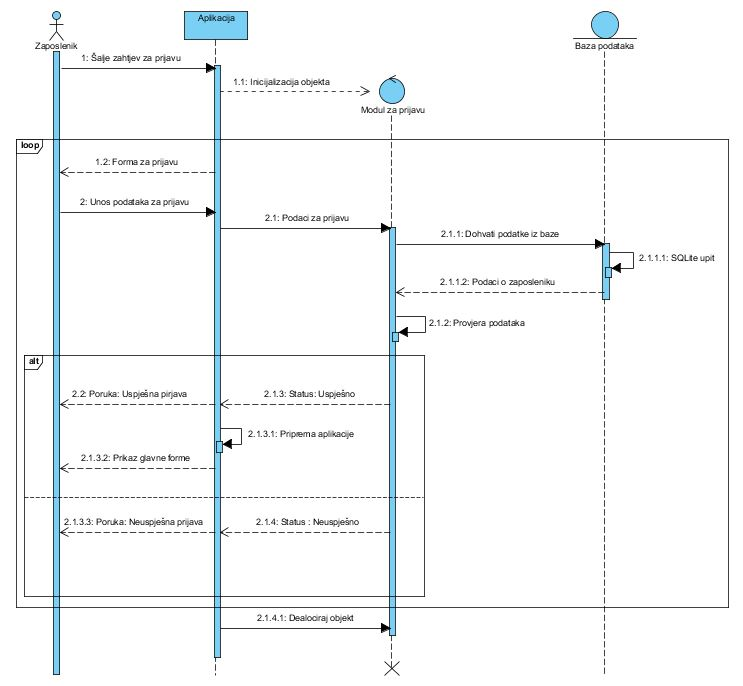 Aplikacija
Zaposlenik
Baza podataka
1: Šalje zahtjev za prijavu
1.1: Inicijalizacija objekta
Modul za prijavu
loop
1.2: Forma za prijavu
2: Unos podataka za prijavu
2.1: Podaci za prijavu
2.1.1: Dohvati podatke iz baze
2.1.1.1: SQLite upit
2.1.1.2: Podaci o zaposleniku
2.1.2: Provjera podataka
alt
2.2: Poruka: Uspješna pirjava
2.1.3: Status: Uspješno
2.1.3.1: Priprema aplikacije
2.1.3.2: Prikaz glavne forme
2.1.3.3: Poruka: Neuspješna prijava
2.1.4: Status : Neuspješno
2.1.4.1: Dealociraj objekt